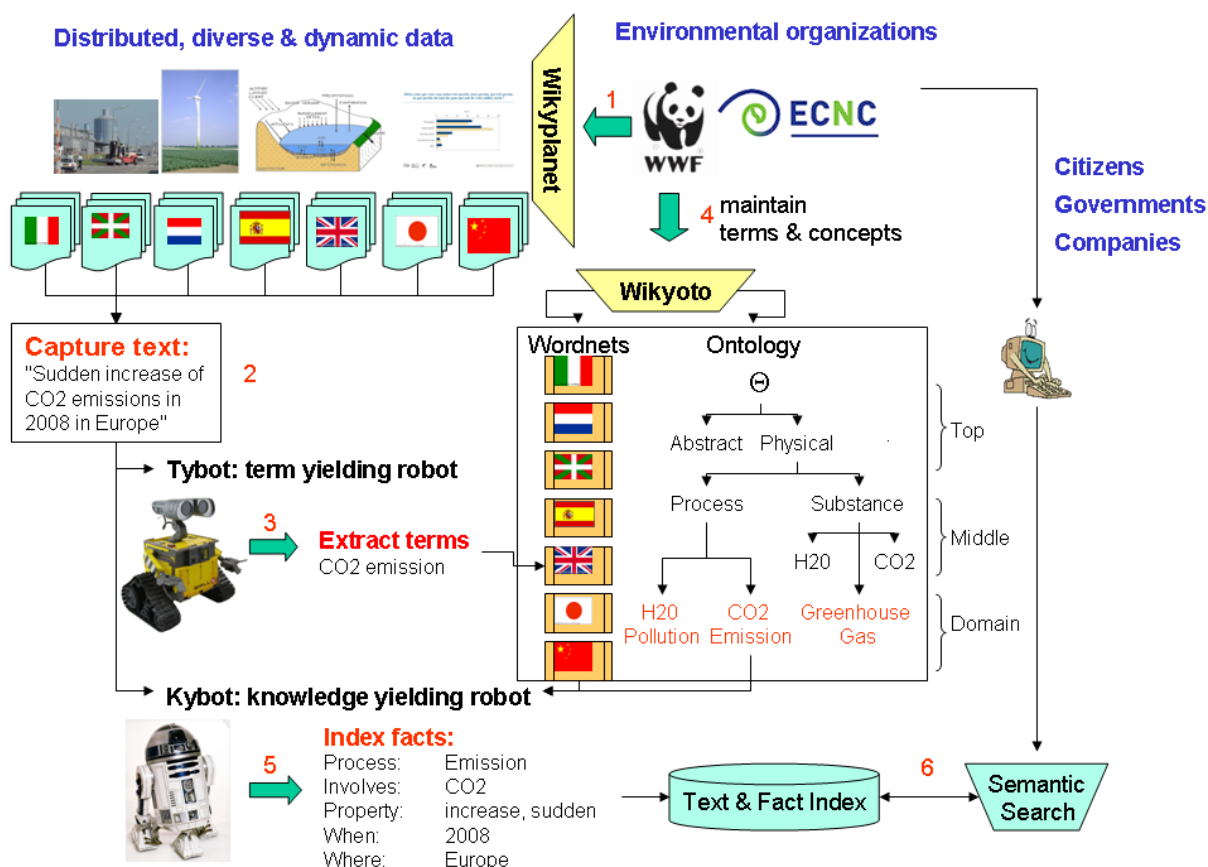 Distributed, diverse & dynamic data
Environmental organizations
Wikyplanet
1
WWF
ECNC
Citizens
Governments
Companies
4
maintain
terms & concepts
Wikyoto
Capture text:
"Sudden increase of
CO2 emissions in
2008 in Europe"
2
Wordnets
Ontology
Θ
Abstract
Physical
Top
Process
Substance
H20
CO2
Middle
H20
Pollution
CO2
Emission
Greenhouse
Gas
Domain
Tybot: term yielding robot
3
Extract terms
CO2 emission
Kybot: knowledge yielding robot
5
Index facts:
Process: Emission
Involves: CO2
Property: increase, sudden
When: 2008
Where: Europe
Text & Fact Index
6
Semantic
Search